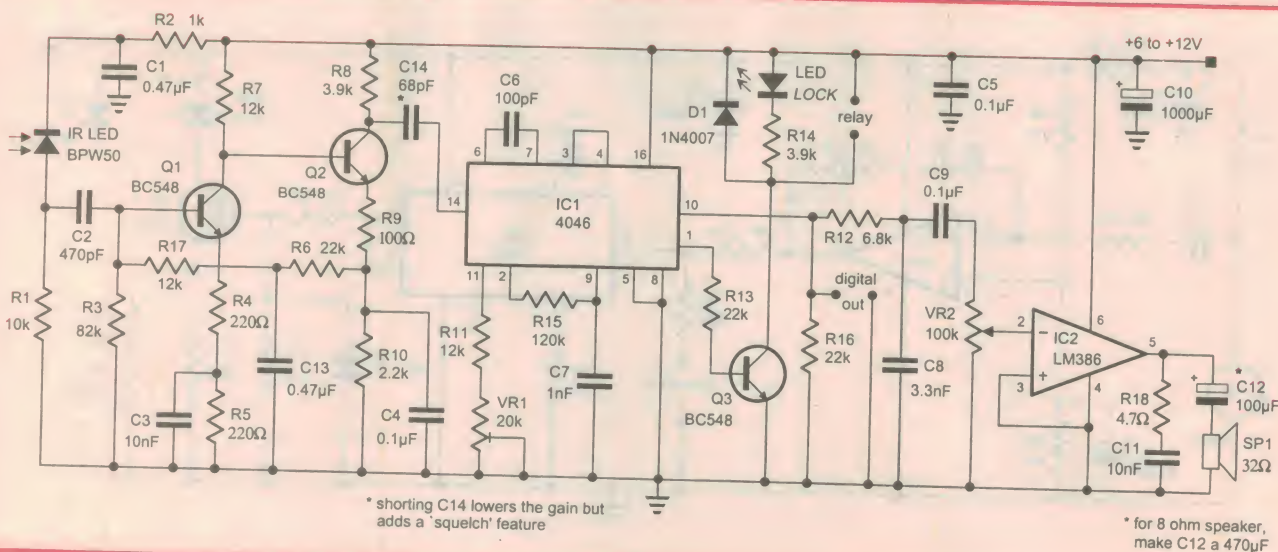 R2 1k
C1
0.47µF
R7
12k
R8
3.9k
C14
68pF
*
C6
100pF
LED
LOCK
D1
1N4007
R14
3.9k
relay
C5
0.1µF
+6 to +12V
+
C10
1000µF
IR LED
BPW50
Q1
BC548
Q2
BC548
6
7
3
4
16
14
IC1
4046
10
1
11
2
9
5
8
C2
470pF
R17
12k
R6 22k
R9
100Ω
R12 6.8k
C9
0.1µF
R1
10k
R3
82k
R4
220Ω
C13
0.47µF
R10
2.2k
R11
12k
R15
120k
R13
22k
digital
out
R16
22k
VR2
100k
2
−
3
+
IC2
LM386
6
4
5
C3
10nF
R5
220Ω
C4
0.1µF
VR1
20k
C7
1nF
Q3
BC548
C8
3.3nF
R18
4.7Ω
C11
10nF
+
*
C12
100µF
SP1
32Ω
* shorting C14 lowers the gain but
adds a `squelch' feature
* for 8 ohm speaker,
make C12 a 470µF